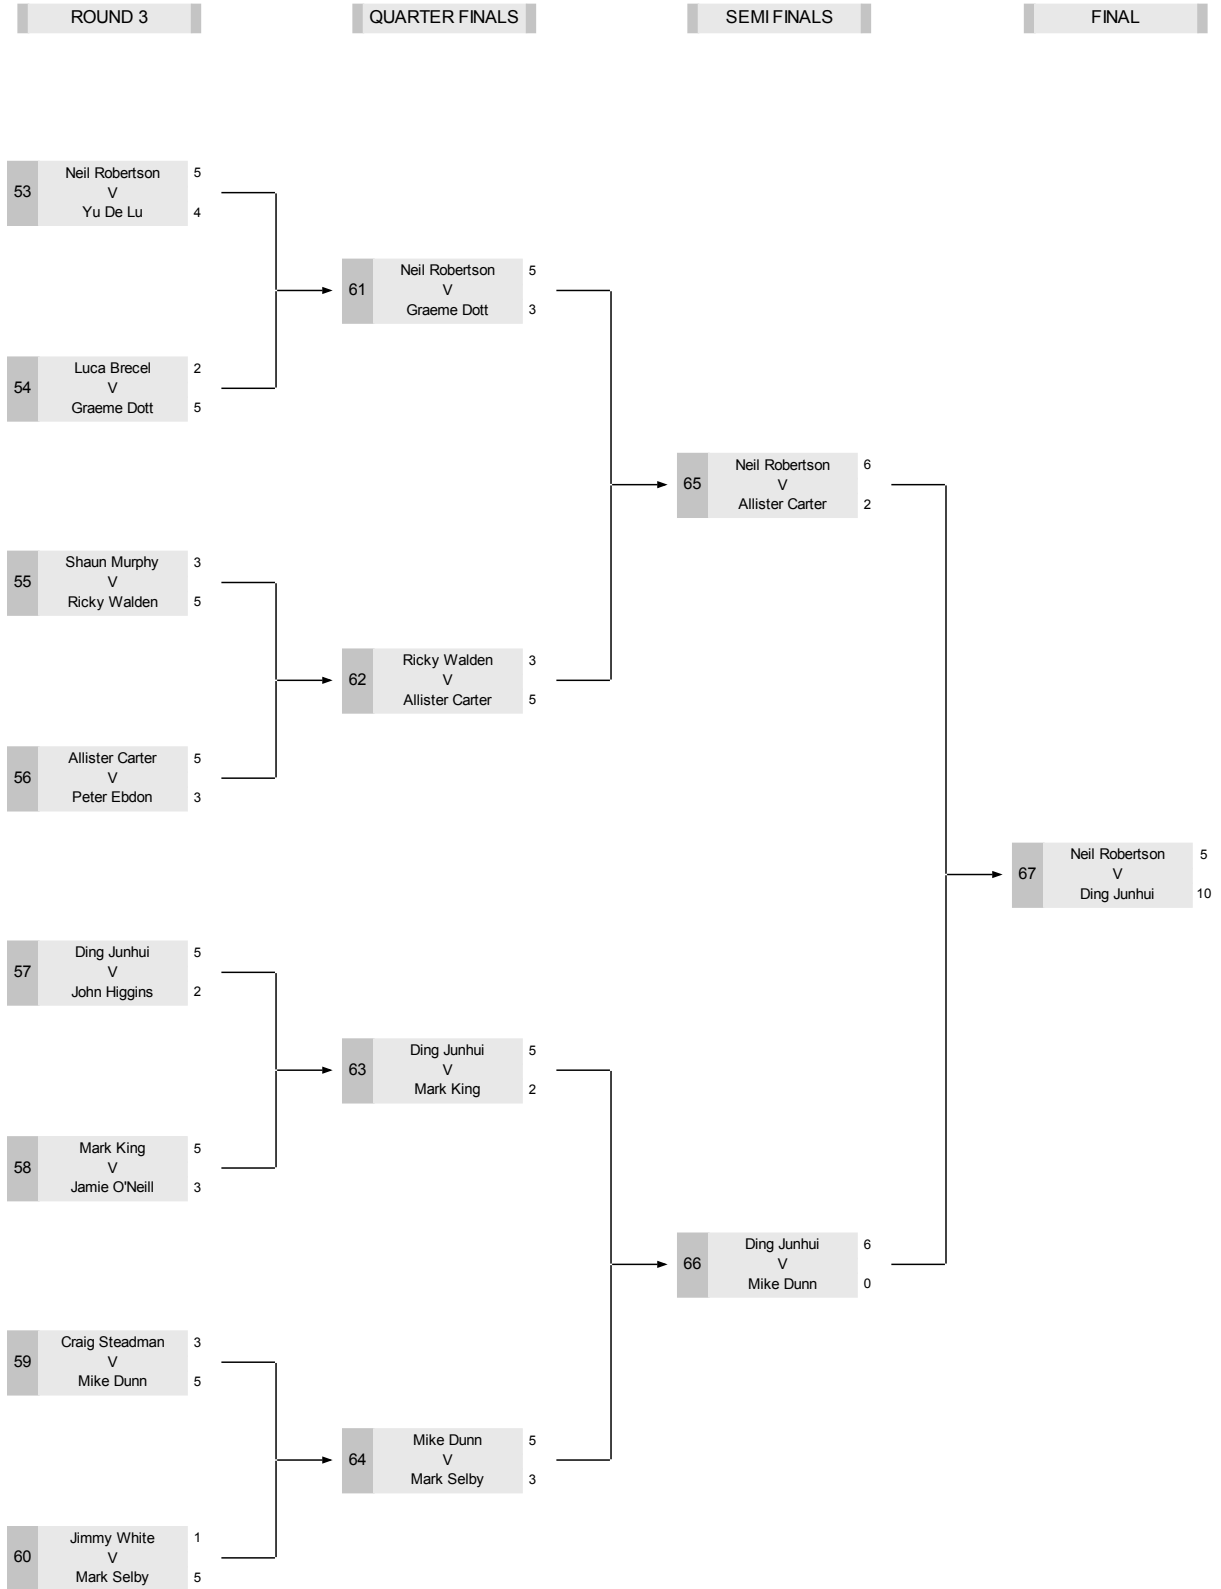 ROUND 3
QUARTER FINALS
SEMI FINALS
FINAL
53
Neil Robertson 5
V
Yu De Lu 4
54
Luca Brecel 2
V
Graeme Dott 5
55
Shaun Murphy 3
V
Ricky Walden 5
56
Allister Carter 5
V
Peter Ebdon 3
57
Ding Junhui 5
V
John Higgins 2
58
Mark King 5
V
Jamie O'Neill 3
59
Craig Steadman 3
V
Mike Dunn 5
60
Jimmy White 1
V
Mark Selby 5
61
Neil Robertson 5
V
Graeme Dott 3
62
Ricky Walden 3
V
Allister Carter 5
63
Ding Junhui 5
V
Mark King 2
64
Mike Dunn 5
V
Mark Selby 3
65
Neil Robertson 6
V
Allister Carter 2
66
Ding Junhui 6
V
Mike Dunn 0
67
Neil Robertson 5
V
Ding Junhui 10